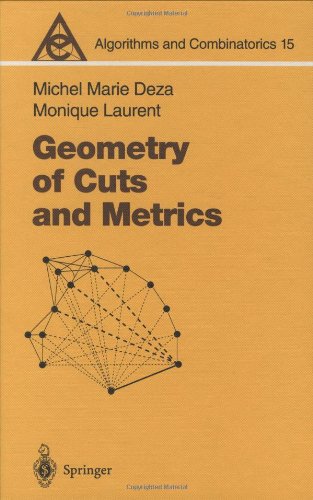 Algorithms and Combinatorics 15
Michel Marie Deza
Monique Laurent
Geometry
of Cuts
and Metrics
Springer